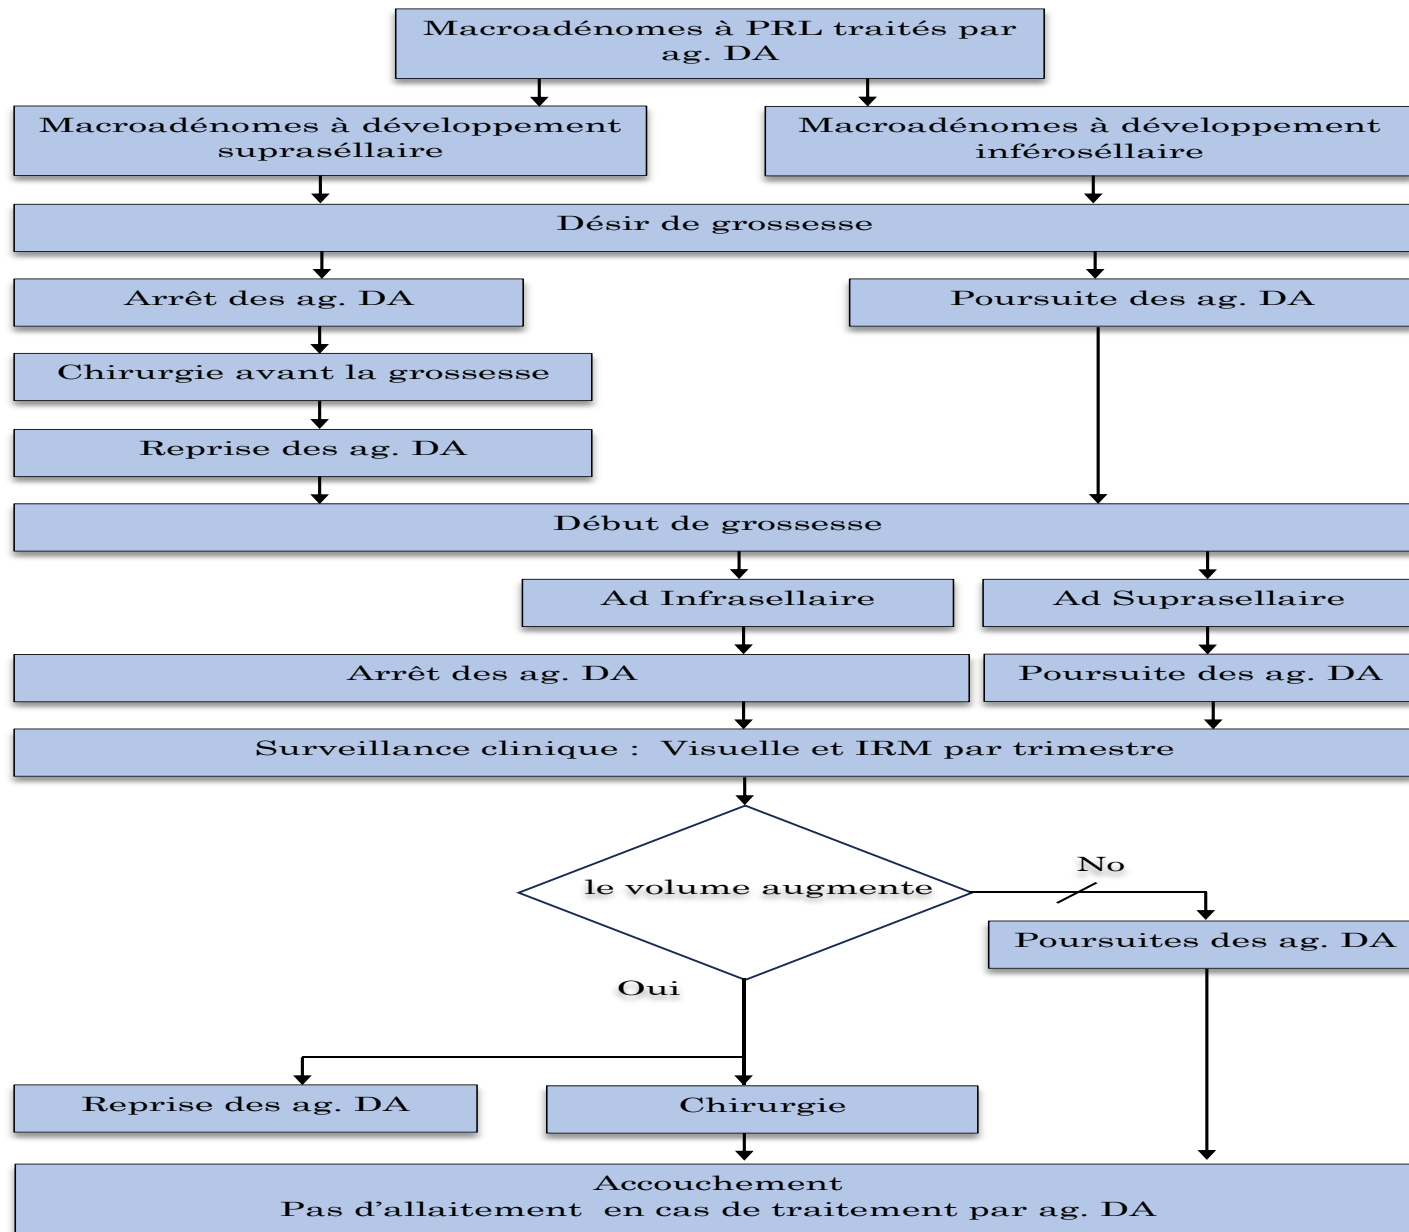 Macroadénomes à PRL traités par
ag. DA
Macroadénomes à développement
supraséllaire
Macroadénomes à développement
inféroséllaire
Désir de grossesse
Arrêt des ag. DA
Poursuite des ag. DA
Chirurgie avant la grossesse
Reprise des ag. DA
Début de grossesse
Ad Infrasellaire
Ad Suprasellaire
Arrêt des ag. DA
Poursuite des ag. DA
Surveillance clinique : Visuelle et IRM par trimestre
le volume augmente
No
Poursuites des ag. DA
Oui
Reprise des ag. DA
Chirurgie
Accouchement
Pas d'allaitement en cas de traitement par ag. DA